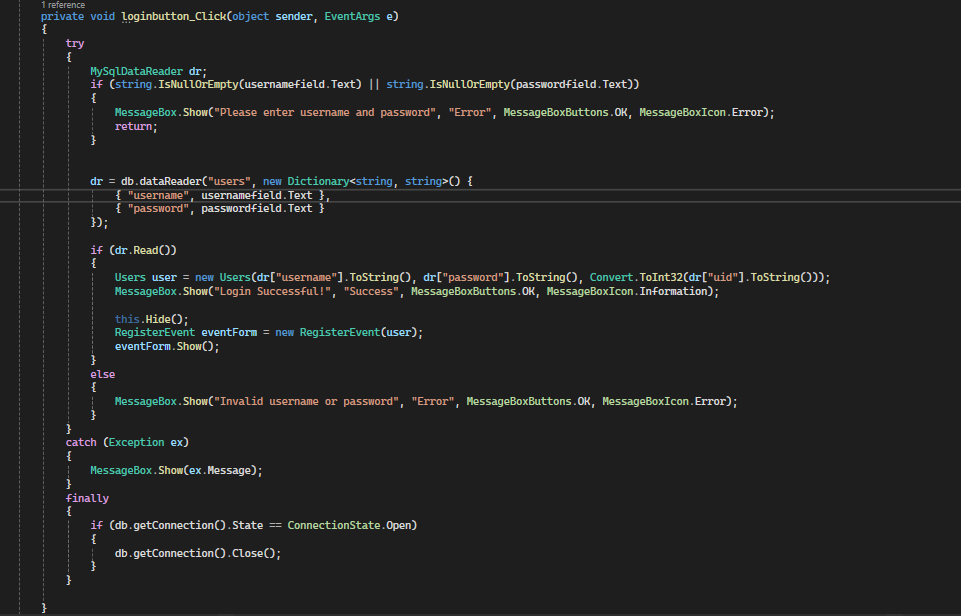 1 reference
private void loginbutton_Click(object sender, EventArgs e)
{
    try
    {
        MySqlDataReader dr;
        if (string.IsNullOrEmpty(usernamefield.Text) || string.IsNullOrEmpty(passwordfield.Text))
        {
            MessageBox.Show("Please enter username and password", "Error", MessageBoxButtons.OK, MessageBoxIcon.Error);
            return;
        }
        dr = db.dataReader("users", new Dictionary<string, string>() {
            { "username", usernamefield.Text },
            { "password", passwordfield.Text }
        });
        if (dr.Read())
        {
            Users user = new Users(dr["username"].ToString(), dr["password"].ToString(), Convert.ToInt32(dr["uid"].ToString()));
            MessageBox.Show("Login Successful!", "Success", MessageBoxButtons.OK, MessageBoxIcon.Information);
            this.Hide();
            RegisterEvent eventForm = new RegisterEvent(user);
            eventForm.Show();
        }
        else
        {
            MessageBox.Show("Invalid username or password", "Error", MessageBoxButtons.OK, MessageBoxIcon.Error);
        }
    }
    catch (Exception ex)
    {
        MessageBox.Show(ex.Message);
    }
    finally
    {
        if (db.getConnection().State == ConnectionState.Open)
        {
            db.getConnection().Close();
        }
    }
}